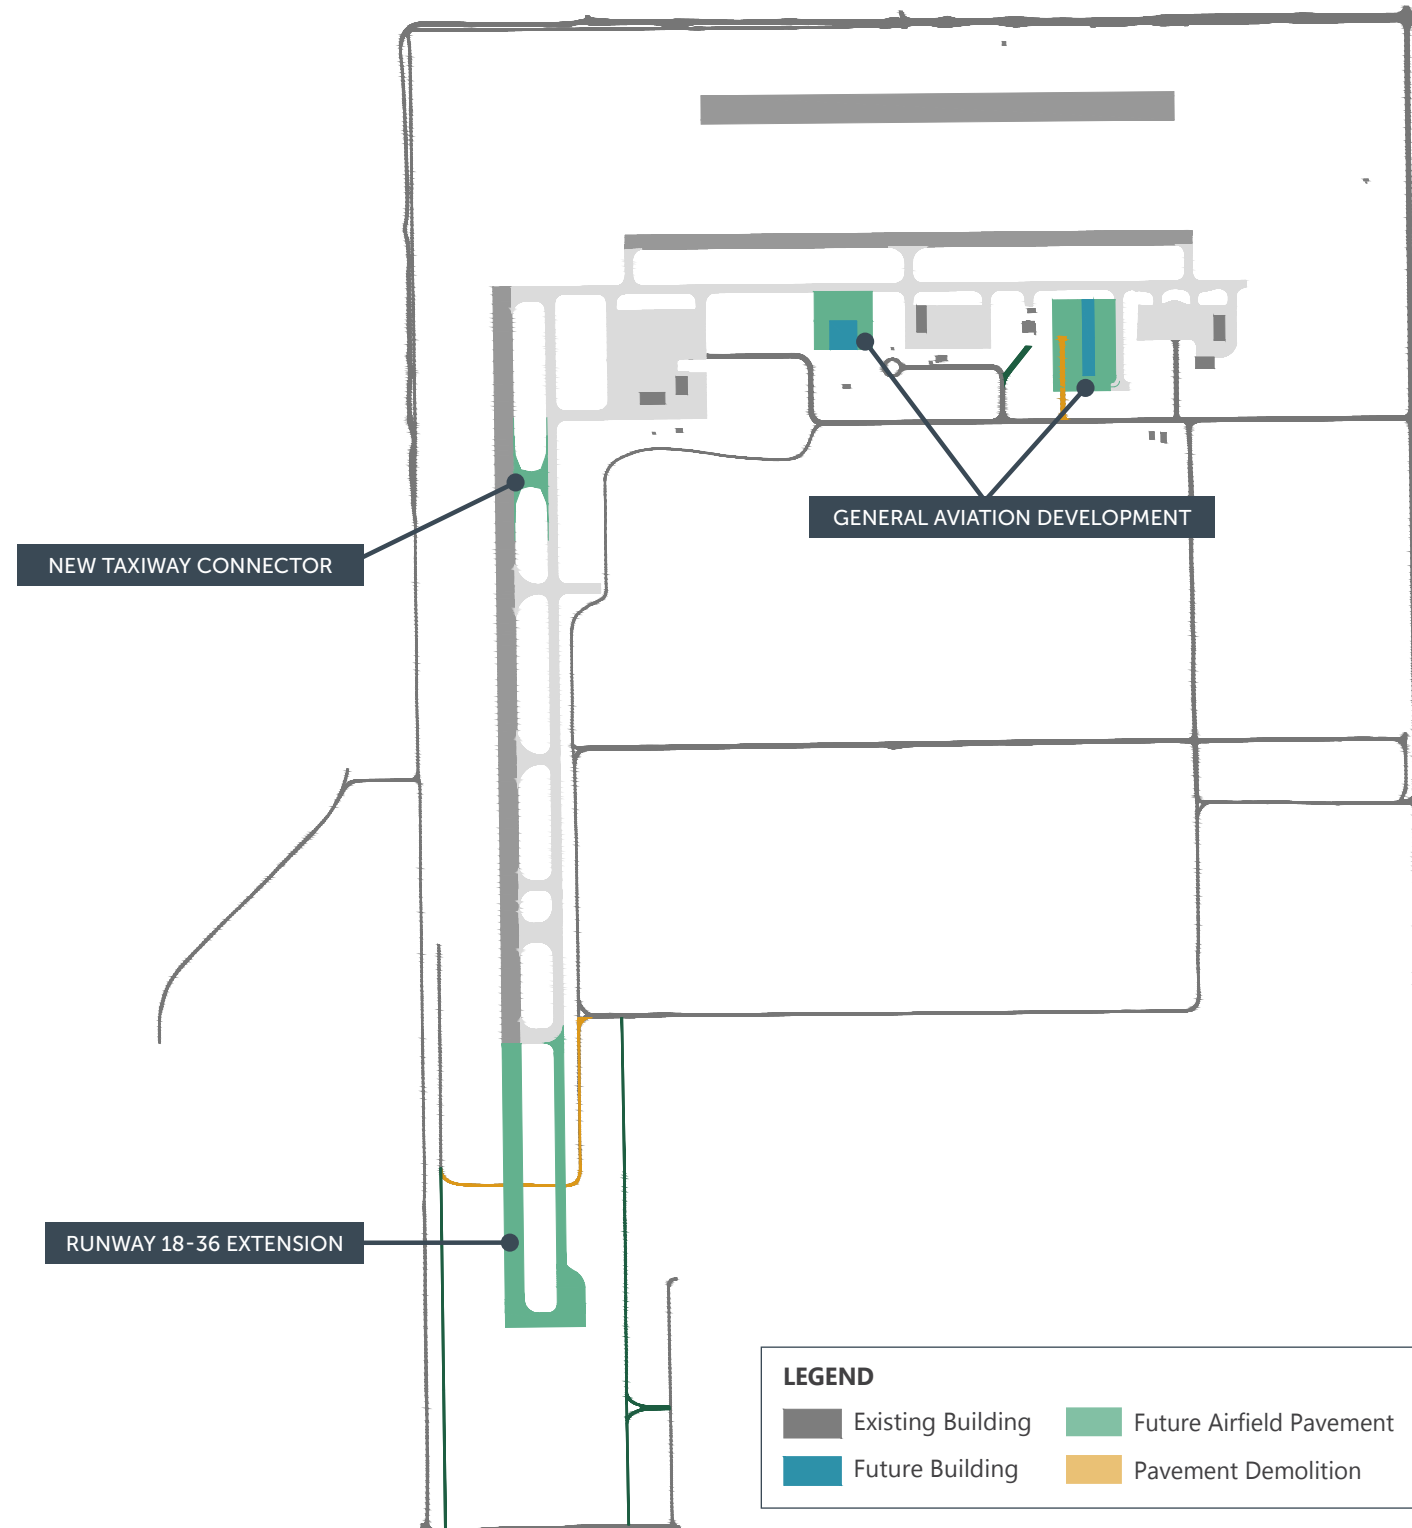 GENERAL AVIATION DEVELOPMENT
NEW TAXIWAY CONNECTOR
RUNWAY 18-36 EXTENSION
LEGEND
Existing Building
Future Airfield Pavement
Future Building
Pavement Demolition